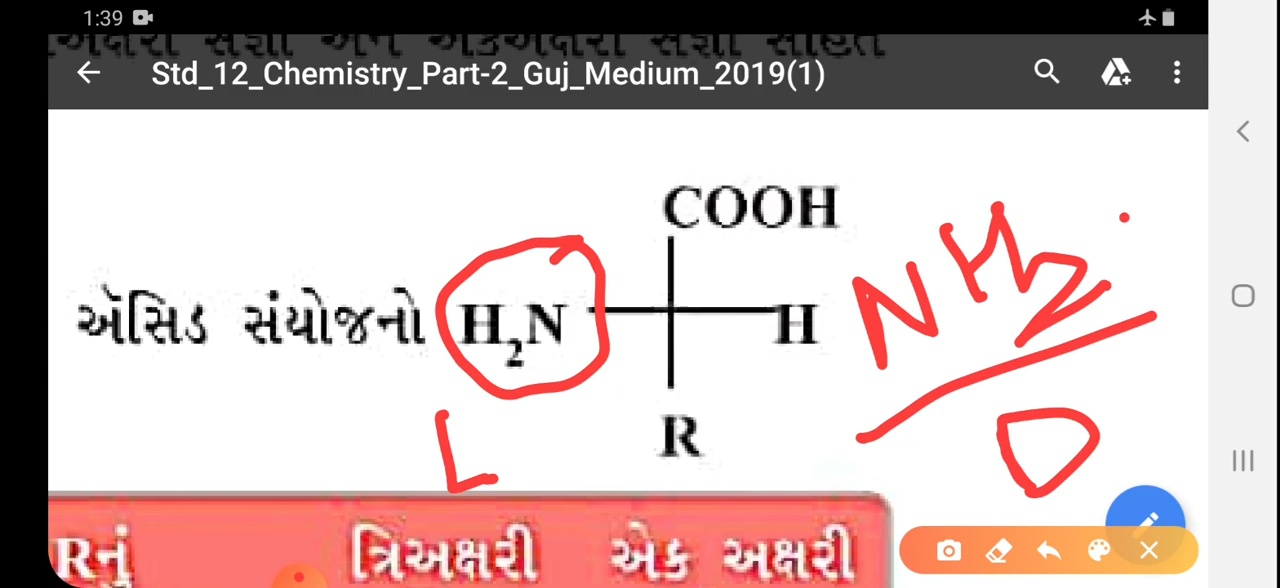 1:39
Std_12_Chemistry_Part-2_Guj_Medium_2019(1)
COOH
ઍસિડ સંયોજનો H₂N H NH2
R
L D
Rનું ત્રિઅક્ષરી એક અક્ષરી